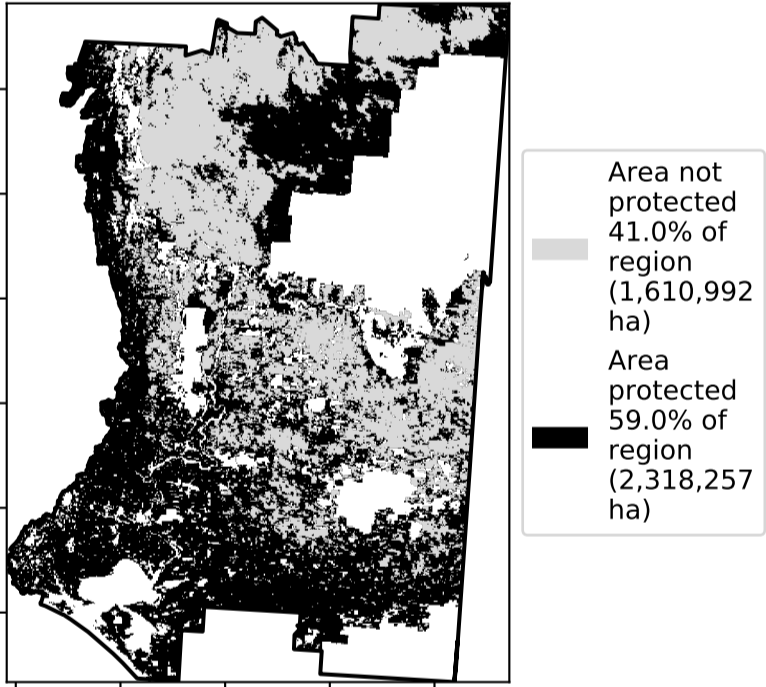 Area not
protected
41.0% of
region
(1,610,992
ha)
Area
protected
59.0% of
region
(2,318,257
ha)